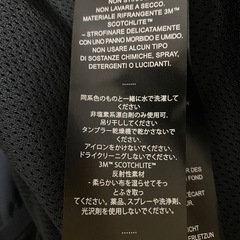 NON LAVARE A SECCO.
MATERIALE RIFRANGENTE 3M™
SCOTCHLITE™
– STROFINARE DELICATAMENTE
CON UNO PANNO MORBIDO E UMIDO.
NON USARE ALCUN TIPO
DI SOSTANZE CHIMICHE, SPRAY,
DETERGENTI O LUCIDANTI.
同系色のものと一緒に水で洗濯して
ください
非塩素系漂白剤のみ使用可。
吊り干ししてください
タンブラー乾燥機で乾かさないで
ください
アイロンをかけないでください
ドライクリーニングしないでください
3M™ SCOTCHLITE™
反射性素材
- 柔らかい布を湿らせてそっ
とふき取っ
てください。薬品、スプレーや洗浄剤、
光沢剤を使用しないでください。